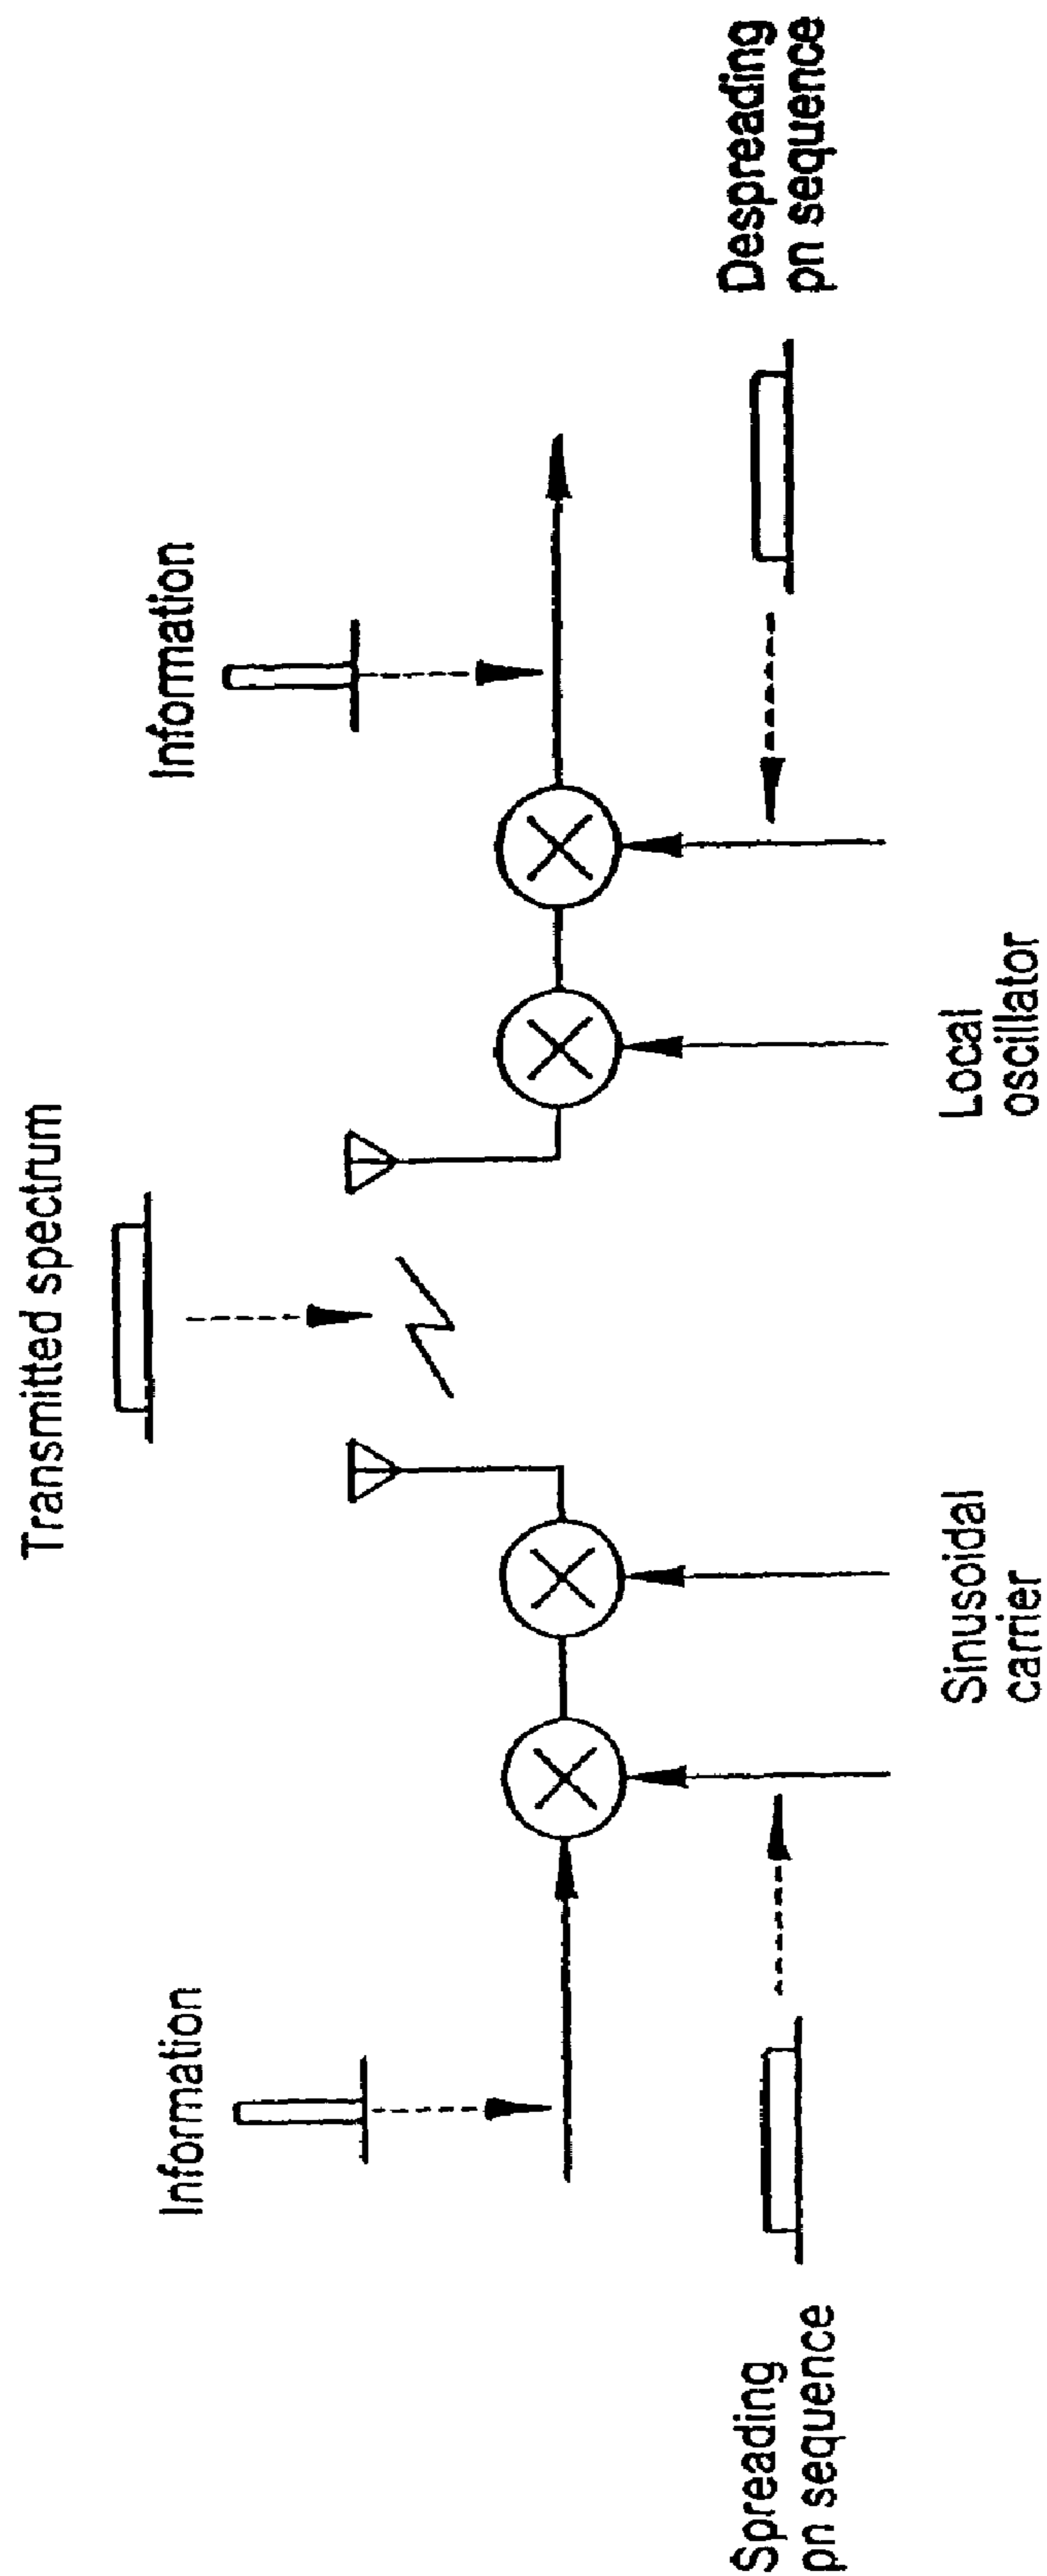 Transmitted spectrum
Information
Information
Spreading
pn sequence
Sinusoidal
carrier
Local
oscillator
Despreading
pn sequence